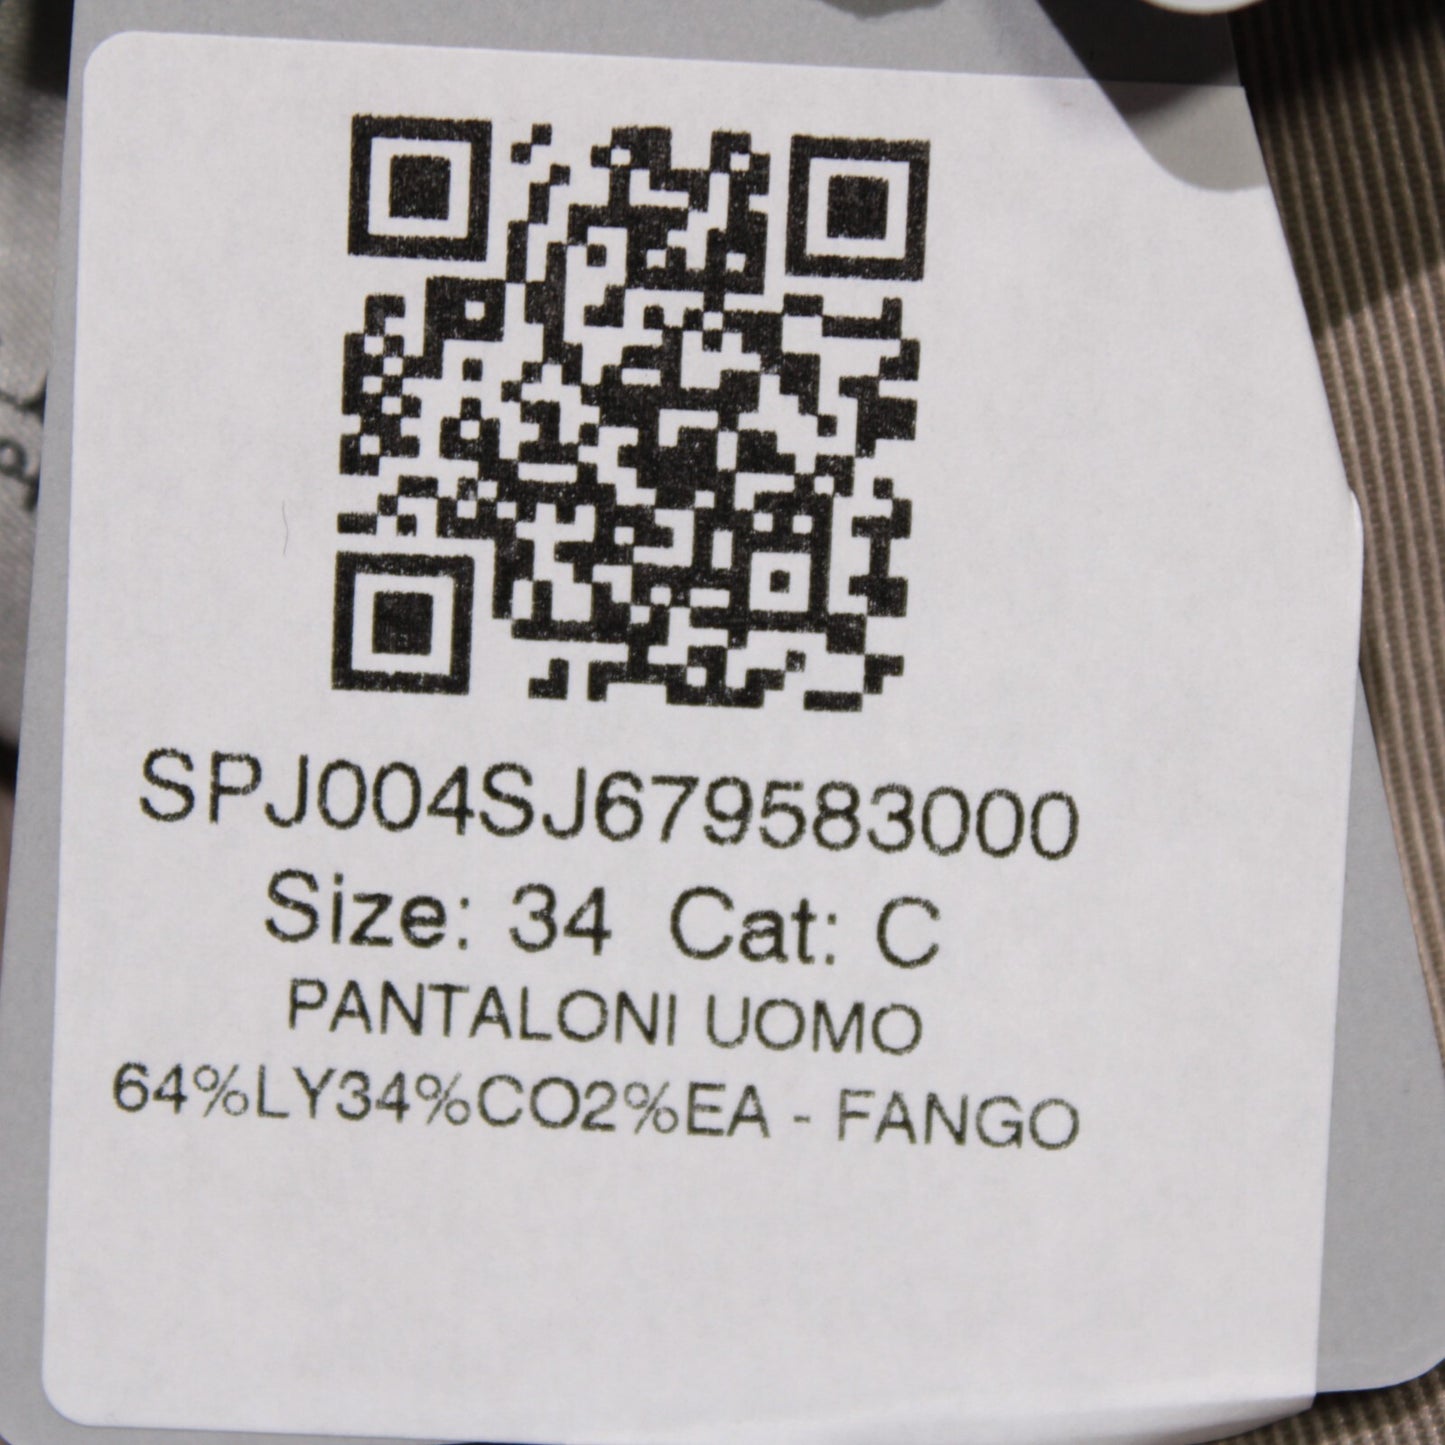 SPJ004SJ679583000
Size: 34 Cat: C
PANTALONI UOMO
64%LY34%CO2%EA - FANGO